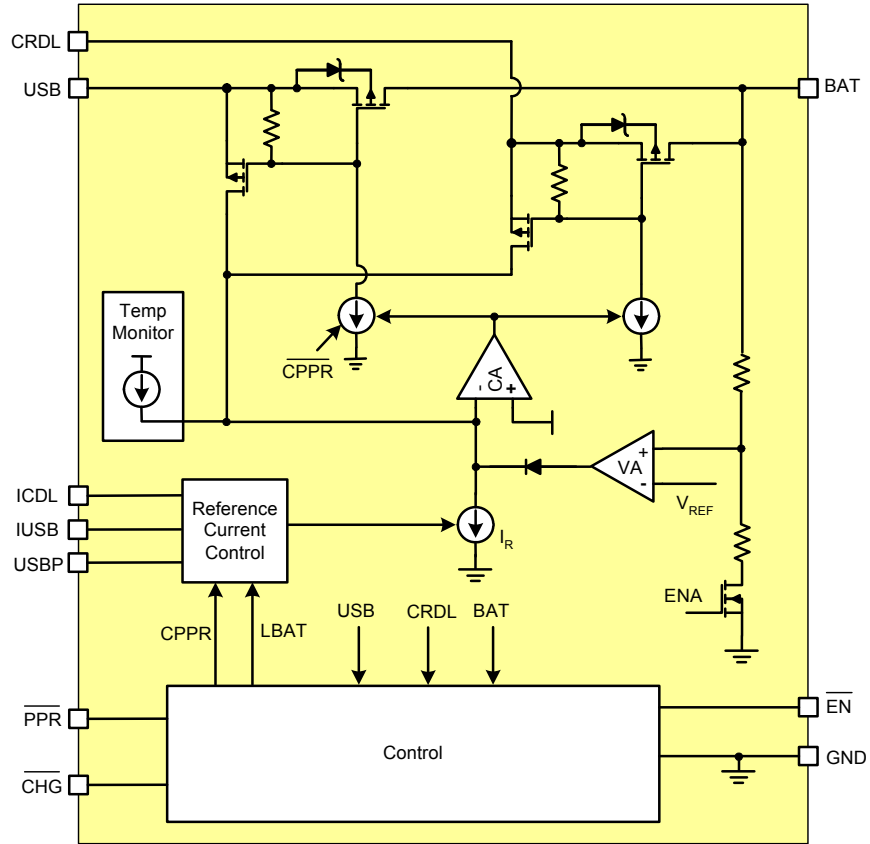 CRDL
USB
BAT
Temp
Monitor
CPPR
CA
-
+
VA
+
-
VREF
ICDL
IUSB
USBP
Reference
Current
Control
IR
ENA
CPPR
LBAT
USB
CRDL
BAT
PPR
CHG
Control
EN
GND